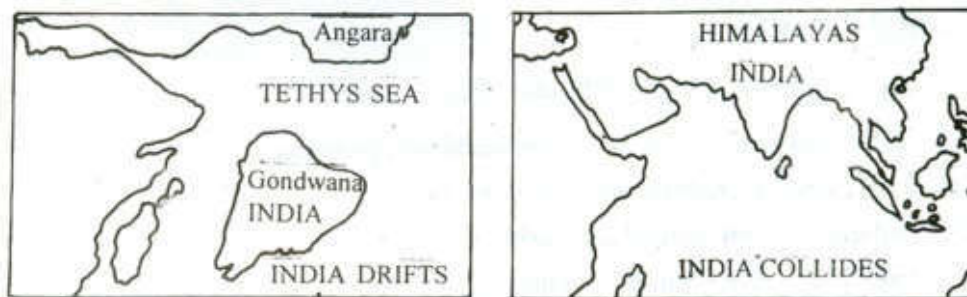 Angara
TETHYS SEA
Gondwana
INDIA
INDIA DRIFTS
HIMALAYAS
INDIA
INDIA COLLIDES